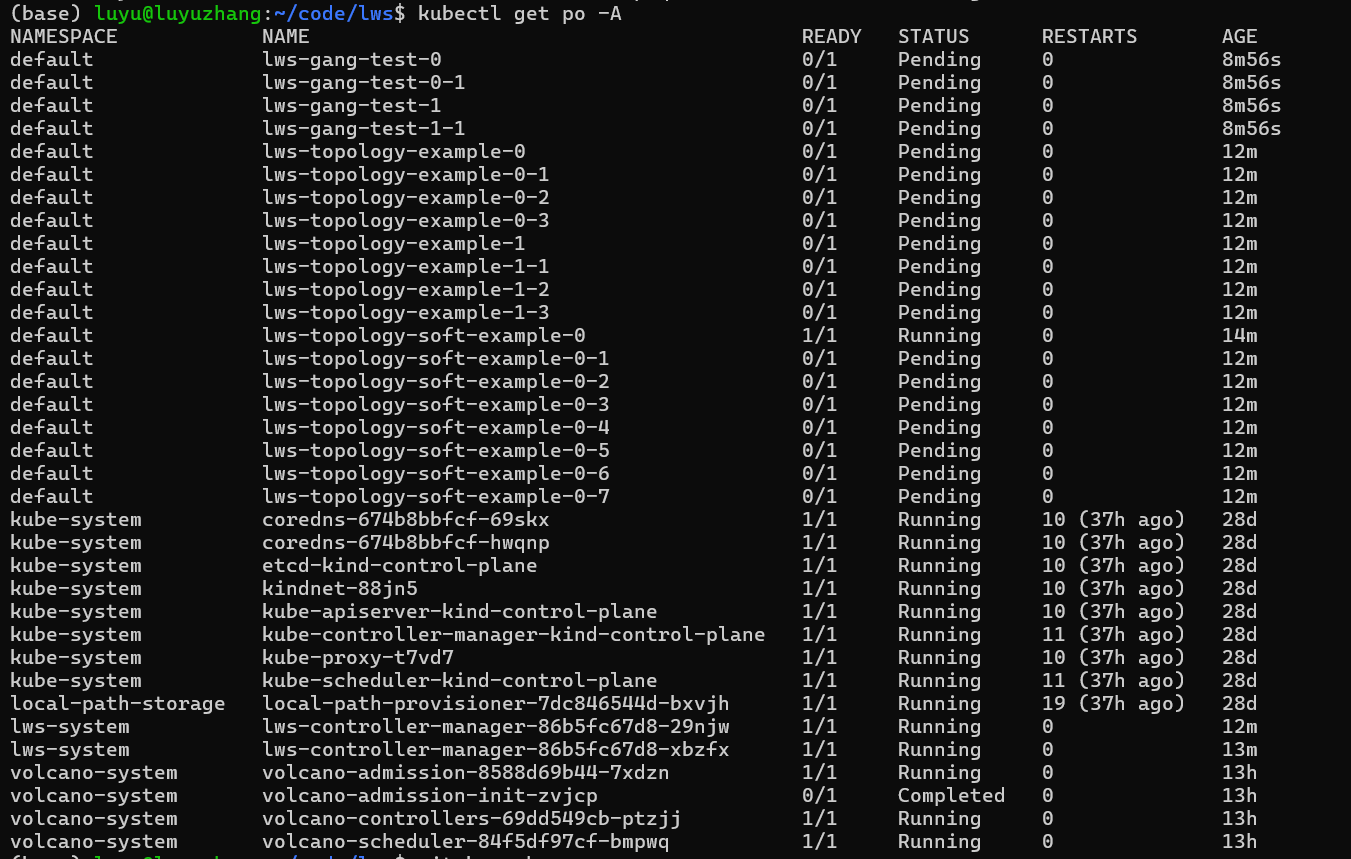 (base) luyu@luyuzhang:~/code/lws$ kubectl get po -A
NAMESPACE            NAME                                         READY   STATUS      RESTARTS       AGE
default              lws-gang-test-0                              0/1     Pending     0              8m56s
default              lws-gang-test-0-1                            0/1     Pending     0              8m56s
default              lws-gang-test-1                              0/1     Pending     0              8m56s
default              lws-gang-test-1-1                            0/1     Pending     0              8m56s
default              lws-topology-example-0                       0/1     Pending     0              12m
default              lws-topology-example-0-1                     0/1     Pending     0              12m
default              lws-topology-example-0-2                     0/1     Pending     0              12m
default              lws-topology-example-0-3                     0/1     Pending     0              12m
default              lws-topology-example-1                       0/1     Pending     0              12m
default              lws-topology-example-1-1                     0/1     Pending     0              12m
default              lws-topology-example-1-2                     0/1     Pending     0              12m
default              lws-topology-example-1-3                     0/1     Pending     0              12m
default              lws-topology-soft-example-0                  1/1     Running     0              14m
default              lws-topology-soft-example-0-1                0/1     Pending     0              12m
default              lws-topology-soft-example-0-2                0/1     Pending     0              12m
default              lws-topology-soft-example-0-3                0/1     Pending     0              12m
default              lws-topology-soft-example-0-4                0/1     Pending     0              12m
default              lws-topology-soft-example-0-5                0/1     Pending     0              12m
default              lws-topology-soft-example-0-6                0/1     Pending     0              12m
default              lws-topology-soft-example-0-7                0/1     Pending     0              12m
kube-system          coredns-674b8bbfcf-69skx                     1/1     Running     10 (37h ago)   28d
kube-system          coredns-674b8bbfcf-hwqnp                     1/1     Running     10 (37h ago)   28d
kube-system          etcd-kind-control-plane                      1/1     Running     10 (37h ago)   28d
kube-system          kindnet-88jn5                                1/1     Running     10 (37h ago)   28d
kube-system          kube-apiserver-kind-control-plane            1/1     Running     10 (37h ago)   28d
kube-system          kube-controller-manager-kind-control-plane   1/1     Running     11 (37h ago)   28d
kube-system          kube-proxy-t7vd7                             1/1     Running     10 (37h ago)   28d
kube-system          kube-scheduler-kind-control-plane            1/1     Running     11 (37h ago)   28d
local-path-storage   local-path-provisioner-7dc846544d-bxvjh      1/1     Running     19 (37h ago)   28d
lws-system           lws-controller-manager-86b5fc67d8-29njw      1/1     Running     0              12m
lws-system           lws-controller-manager-86b5fc67d8-xbzfx      1/1     Running     0              13m
volcano-system       volcano-admission-8588d69b44-7xdzn           1/1     Running     0              13h
volcano-system       volcano-admission-init-zvjcp                 0/1     Completed   0              13h
volcano-system       volcano-controllers-69dd549cb-ptzjj          1/1     Running     0              13h
volcano-system       volcano-scheduler-84f5df97cf-bmpwq           1/1     Running     0              13h